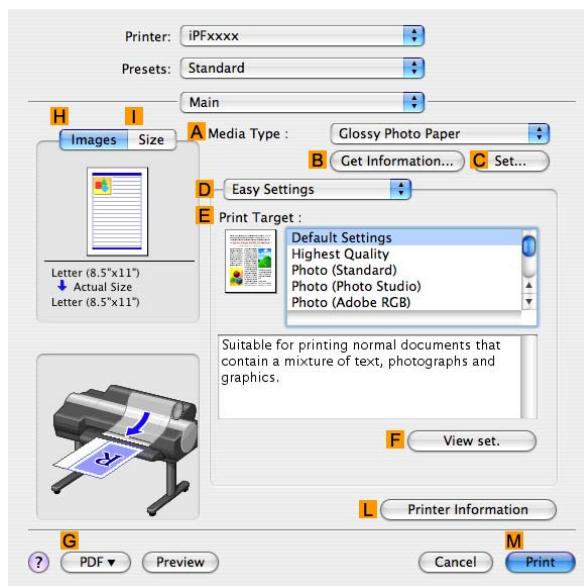 Printer: iPFxxxx
Presets: Standard
Main
H I
Images Size
A Media Type : Glossy Photo Paper
B Get Information... C Set...
D Easy Settings
E Print Target :
Default Settings
Highest Quality
Photo (Standard)
Photo (Photo Studio)
Photo (Adobe RGB)
Letter (8.5"x11")
Actual Size
Letter (8.5"x11")
Suitable for printing normal documents that
contain a mixture of text, photographs and
graphics.
R
F View set.
L Printer Information
G M
? PDF Preview Cancel Print